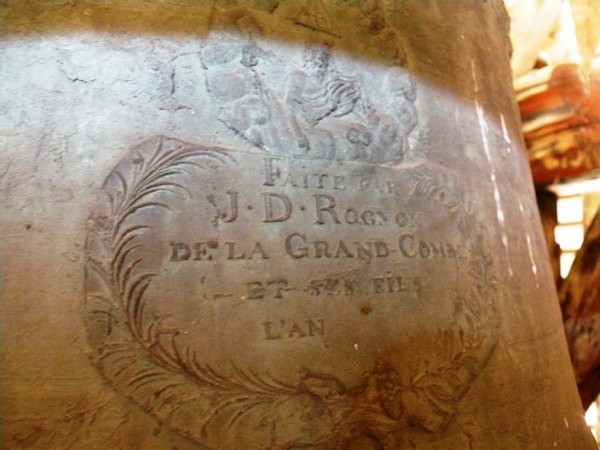 FAITE PAR
J·D·ROGNON
DE LA GRAND-COMBE
ET SES FILS
L'AN